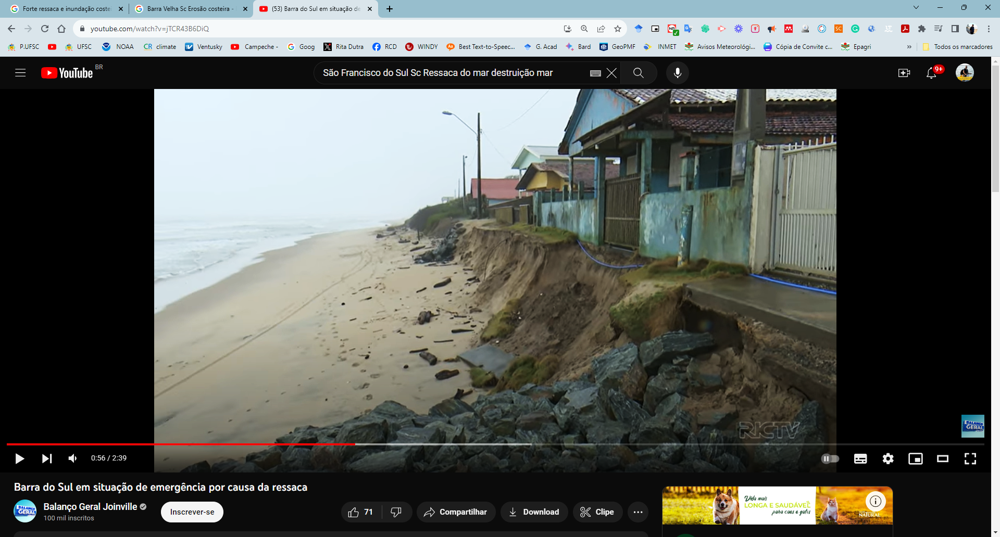 Forte ressaca e inundação coste
Barra Velha Sc Erosão costeira -
(53) Barra do Sul em situação de
youtube.com/watch?v=jTCR43B6DiQ
P.UFSC
UFSC
NOAA
CR climate
Ventusky
Campeche -
Goog
Rita Dutra
RCD
WINDY
Best Text-to-Speec...
G. Acad
Bard
GeoPMF
INMET
Avisos Meteorológi...
Cópia de Convite c...
Epagri
»
Todos os marcadores
YouTube BR
São Francisco do Sul Sc Ressaca do mar destruição mar
9+
RICTV
BALANÇO GERAL
0:56 / 2:39
Barra do Sul em situação de emergência por causa da ressaca
BALANÇO GERAL
Balanço Geral Joinville
100 mil inscritos
Inscrever-se
71
Compartilhar
Download
Clipe
Vida mais
LONGA E SAUDÁVEL
para cães e gatos
NATURAL